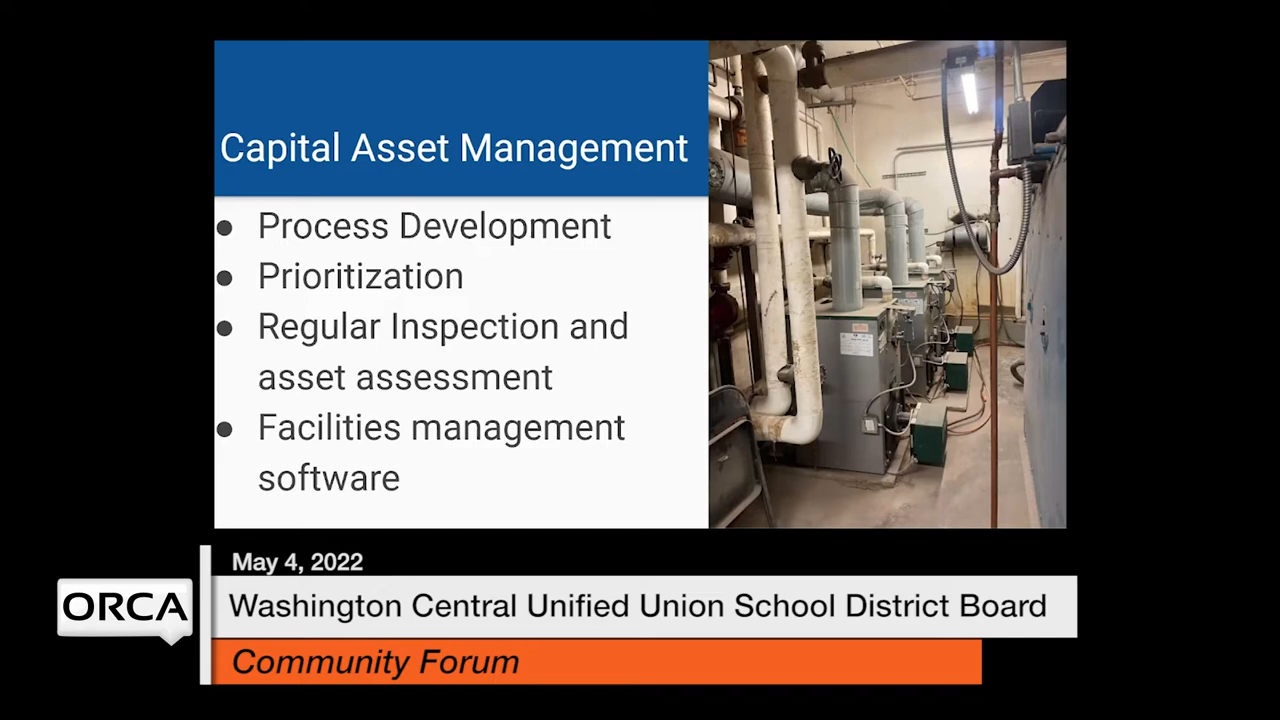 Capital Asset Management
● Process Development
● Prioritization
● Regular Inspection and
asset assessment
● Facilities management
software
May 4, 2022
ORCA
Washington Central Unified Union School District Board
Community Forum